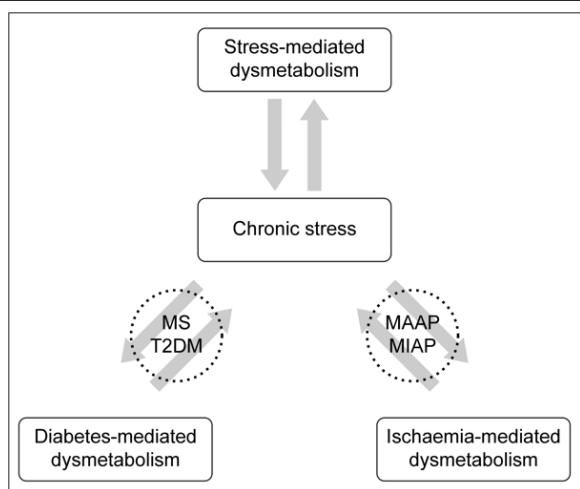 Stress-mediated
dysmetabolism
Chronic stress
MS
T2DM
MAAP
MIAP
Diabetes-mediated
dysmetabolism
Ischaemia-mediated
dysmetabolism